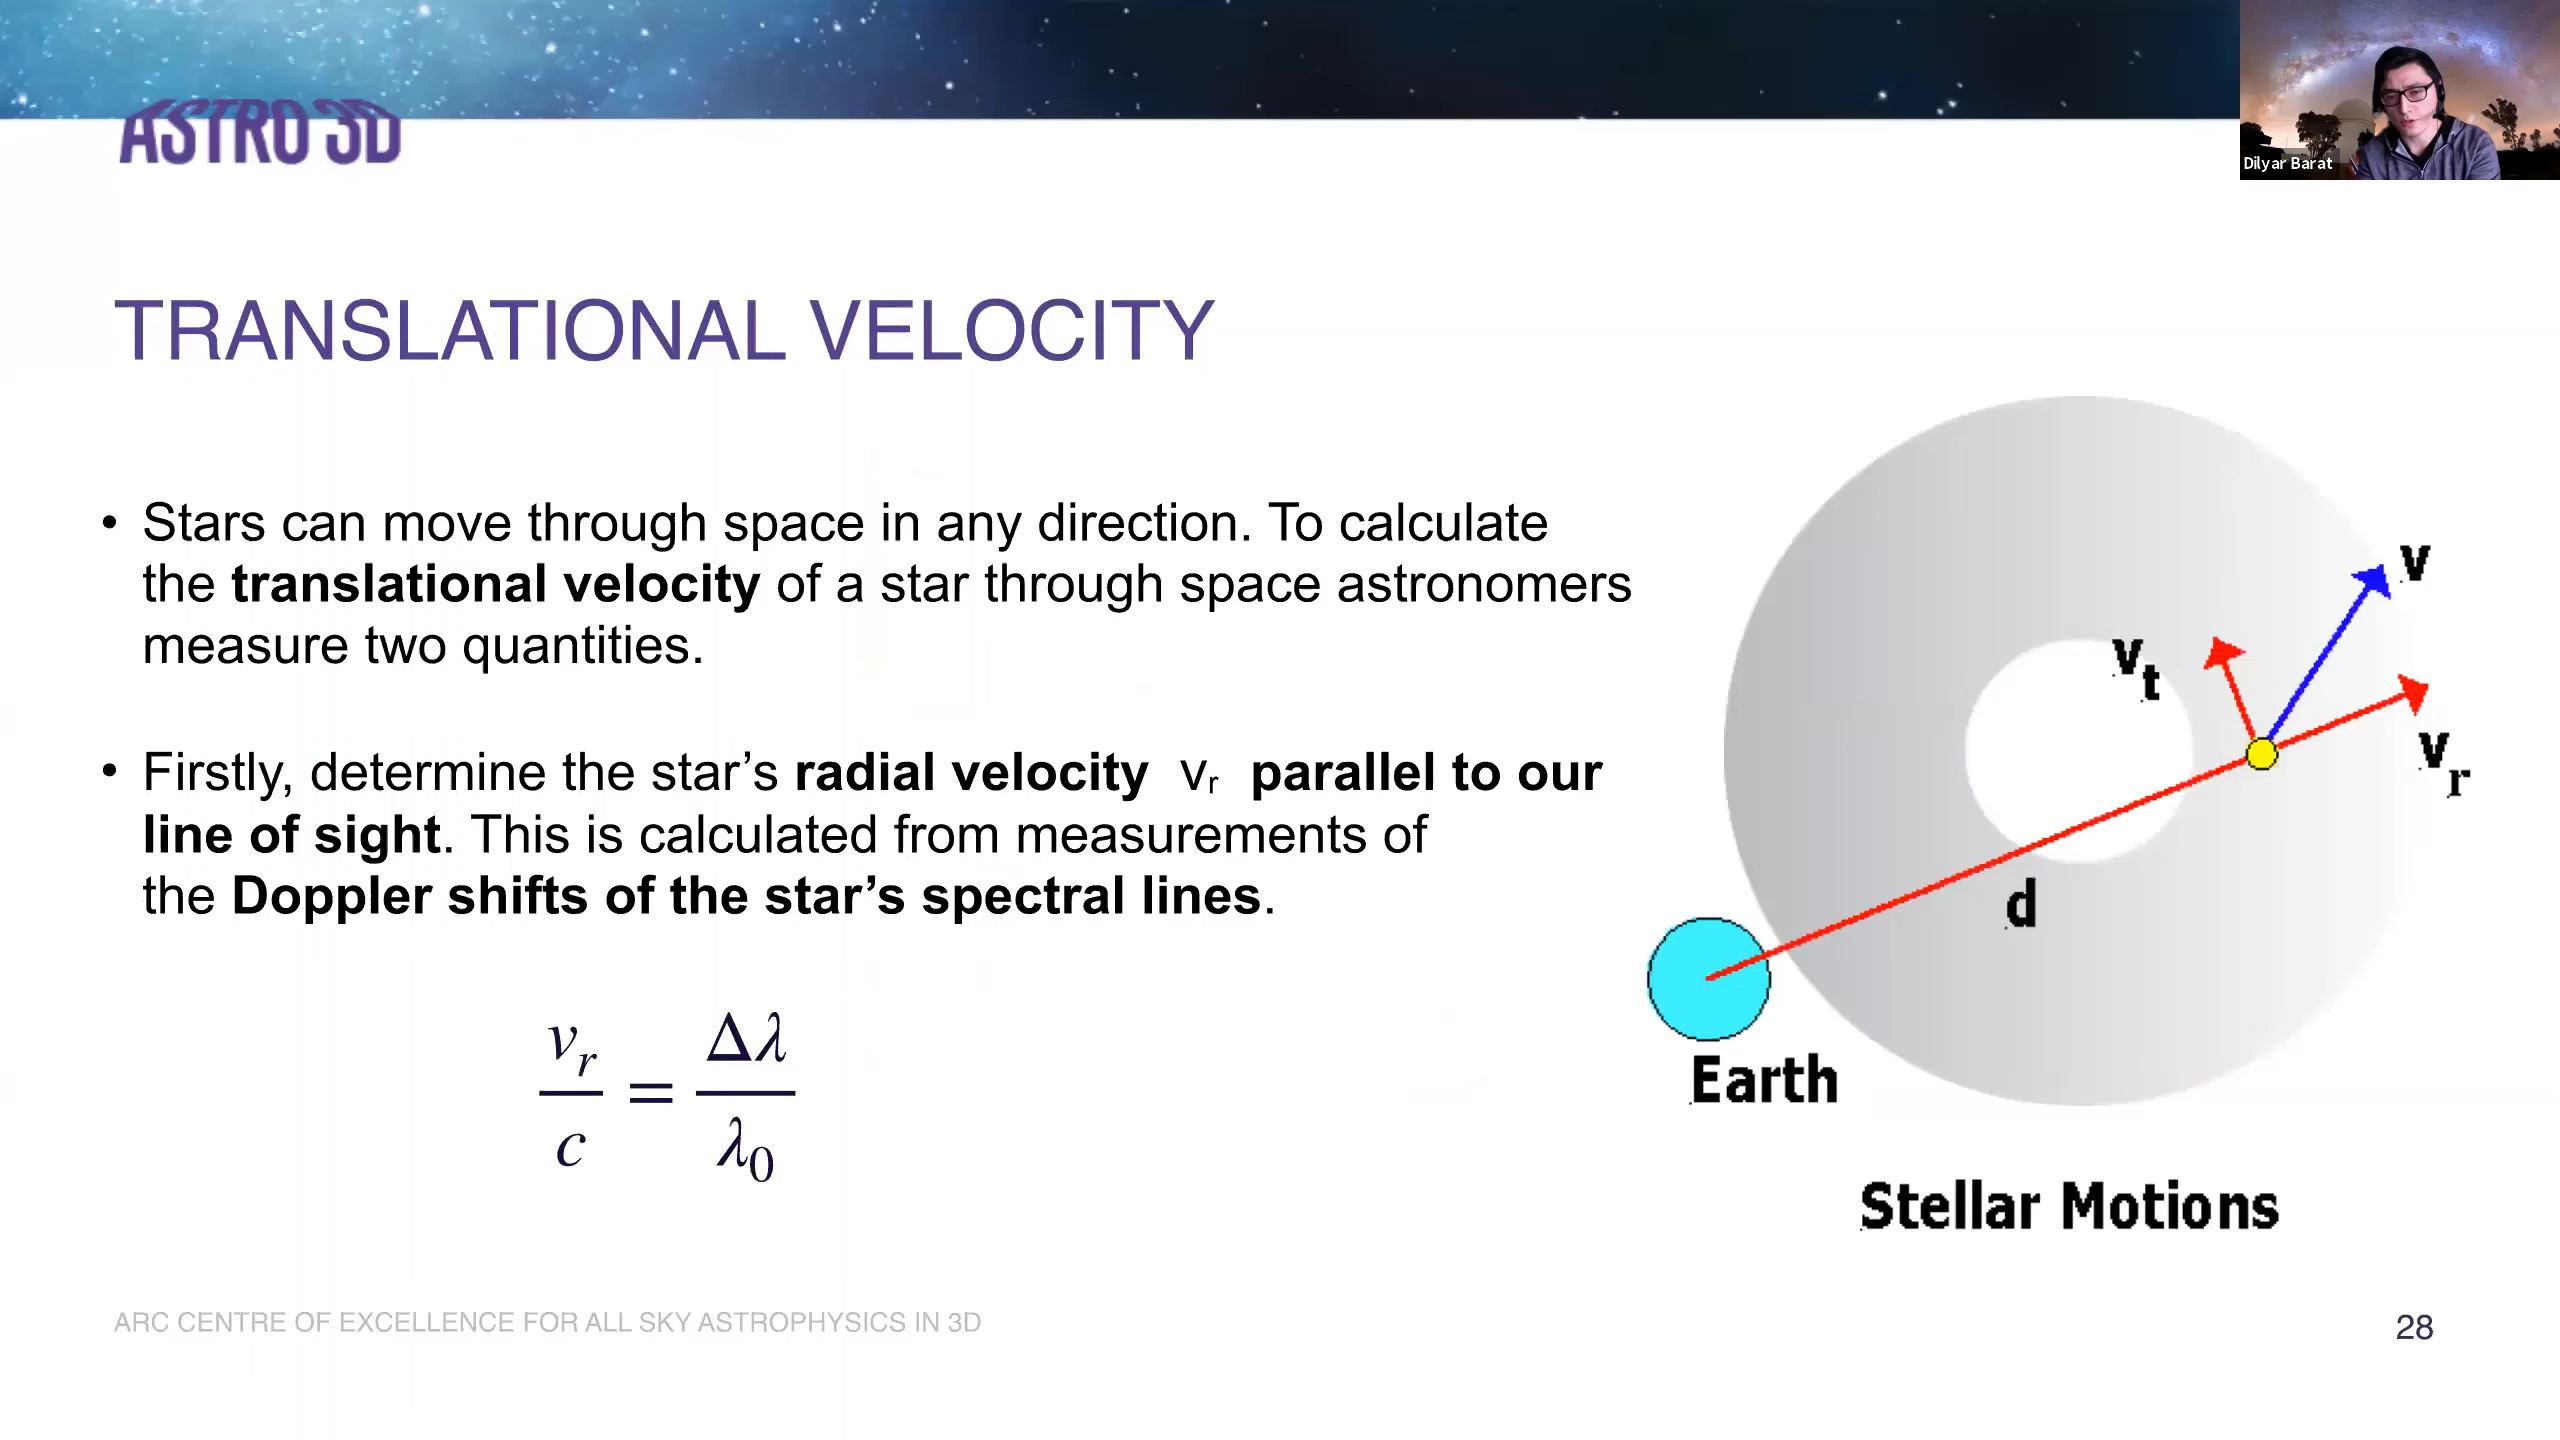 ASTRO 3D
Dilyar Barat
TRANSLATIONAL VELOCITY
• Stars can move through space in any direction. To calculate
the translational velocity of a star through space astronomers
measure two quantities.
• Firstly, determine the star’s radial velocity vᵣ parallel to our
line of sight. This is calculated from measurements of
the Doppler shifts of the star’s spectral lines.
vᵣ/c = Δλ/λ₀
v
vₜ
vᵣ
d
Earth
Stellar Motions
ARC CENTRE OF EXCELLENCE FOR ALL SKY ASTROPHYSICS IN 3D
28